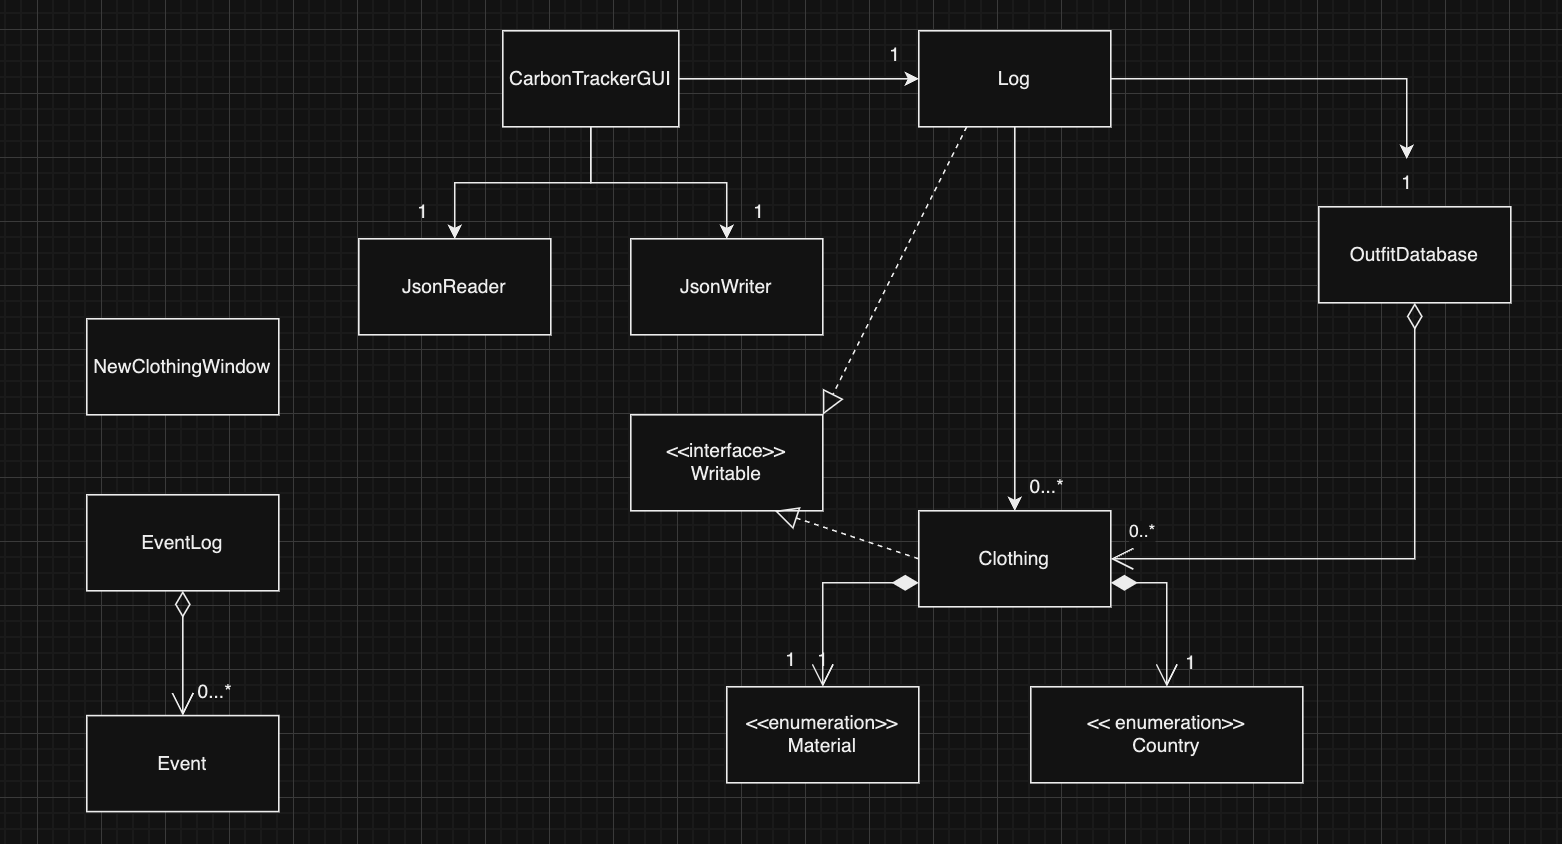 CarbonTrackerGUI
1
Log
1
1
1
JsonReader
JsonWriter
OutfitDatabase
NewClothingWindow
<<interface>>
Writable
0...*
0..*
EventLog
Clothing
1
1
1
0...*
<<enumeration>>
Material
<< enumeration>>
Country
Event